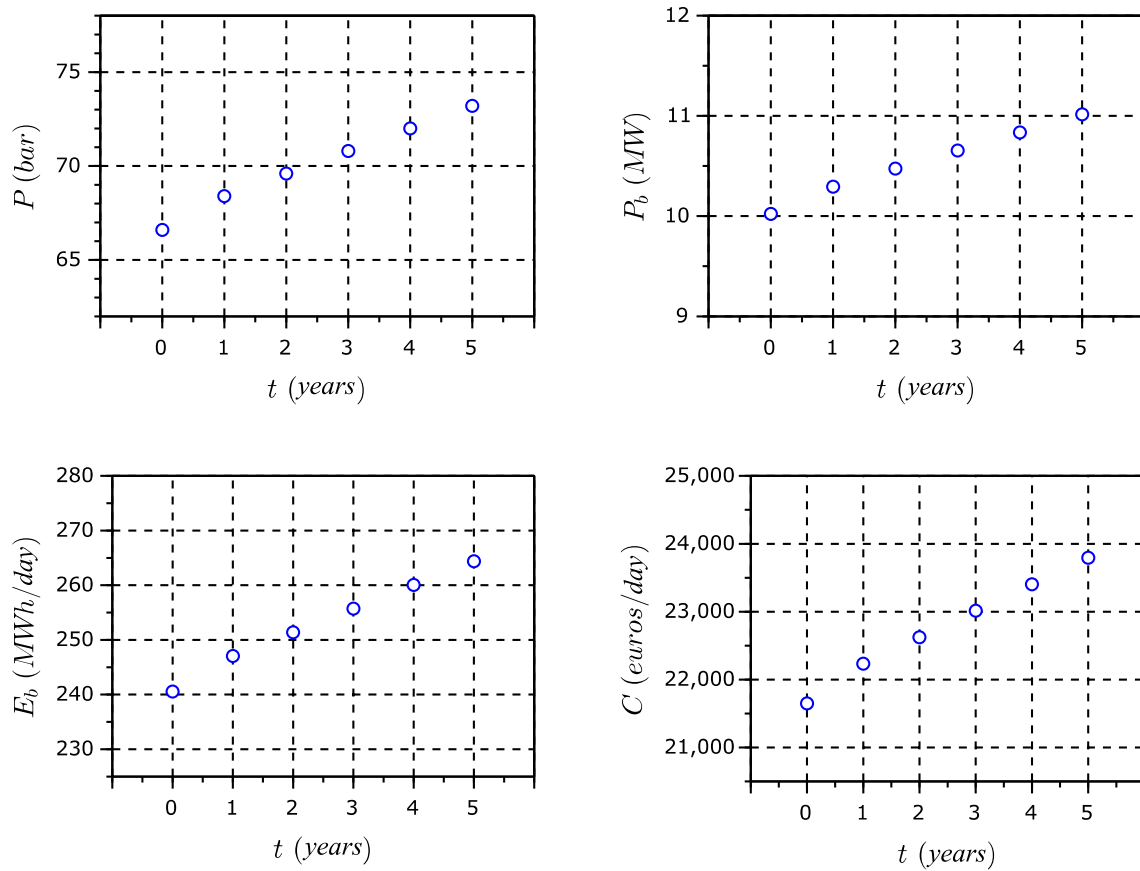 P (bar)
75
70
65
0 1 2 3 4 5
t (years)
P_b (MW)
12
11
10
9
0 1 2 3 4 5
t (years)
E_b (MWh/day)
280
270
260
250
240
230
0 1 2 3 4 5
t (years)
C (euros/day)
25,000
24,000
23,000
22,000
21,000
0 1 2 3 4 5
t (years)